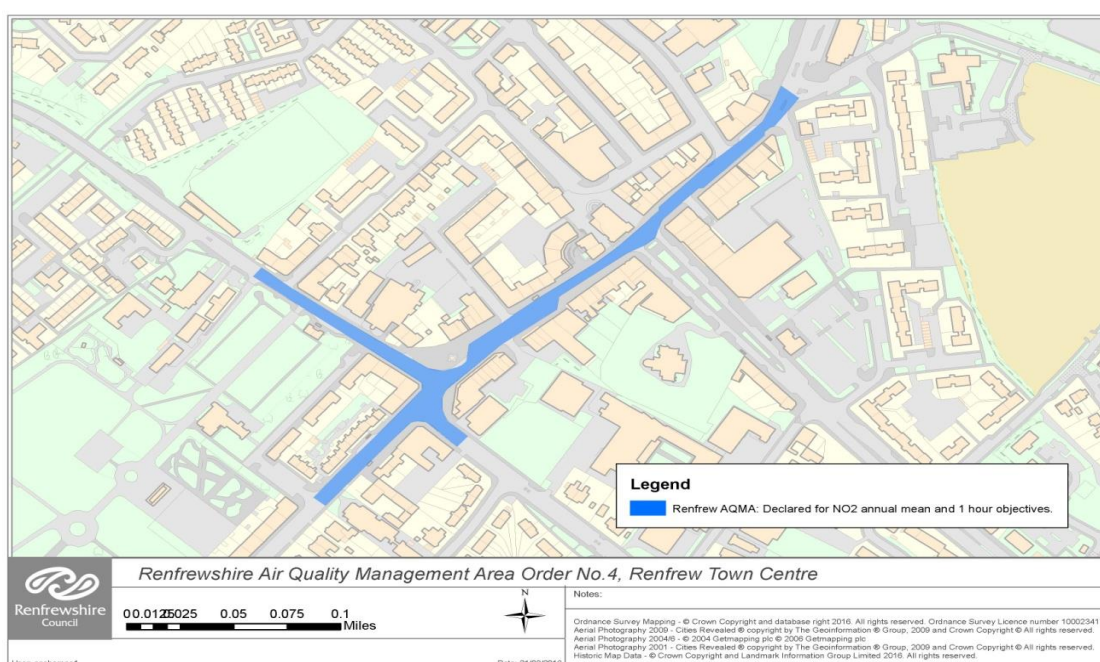 Legend
Renfrew AQMA: Declared for NO2 annual mean and 1 hour objectives.
Renfrewshire Air Quality Management Area Order No.4, Renfrew Town Centre
Renfrewshire
Council
0 0.0125 0.025 0.05 0.075 0.1
Miles
N
Notes:
Ordnance Survey Mapping - © Crown Copyright and database right 2016. All rights reserved. Ordnance Survey Licence number 10002341
Aerial Photography 2009 - Cities Revealed ® copyright by The Geoinformation ® Group, 2009 and Crown Copyright © All rights reserved.
Aerial Photography 2004/6 - © 2004 Getmapping plc © 2006 Getmapping plc
Aerial Photography 2001 - Cities Revealed ® copyright by The Geoinformation ® Group, 2009 and Crown Copyright © All rights reserved.
Historic Map Data - © Crown Copyright and Landmark Information Group Limited 2016. All rights reserved.